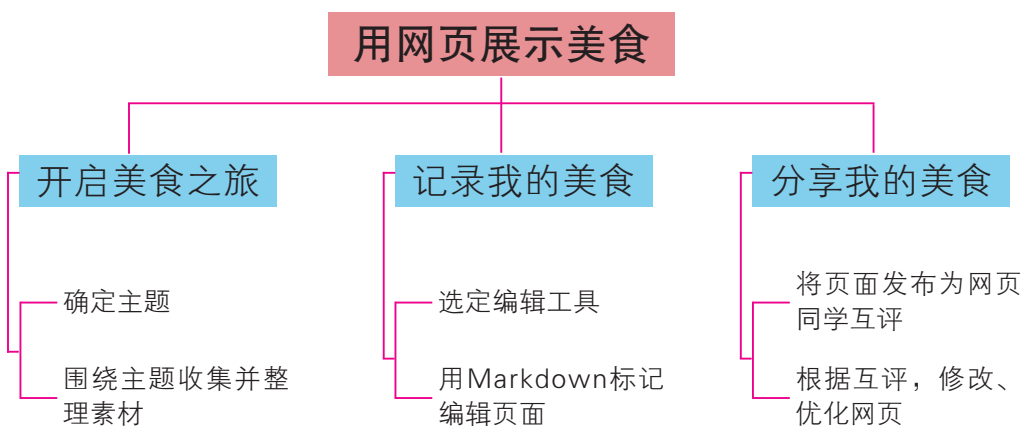 用网页展示美食
开启美食之旅
确定主题
围绕主题收集并整
理素材
记录我的美食
选定编辑工具
用Markdown标记
编辑页面
分享我的美食
将页面发布为网页
同学互评
根据互评，修改、
优化网页